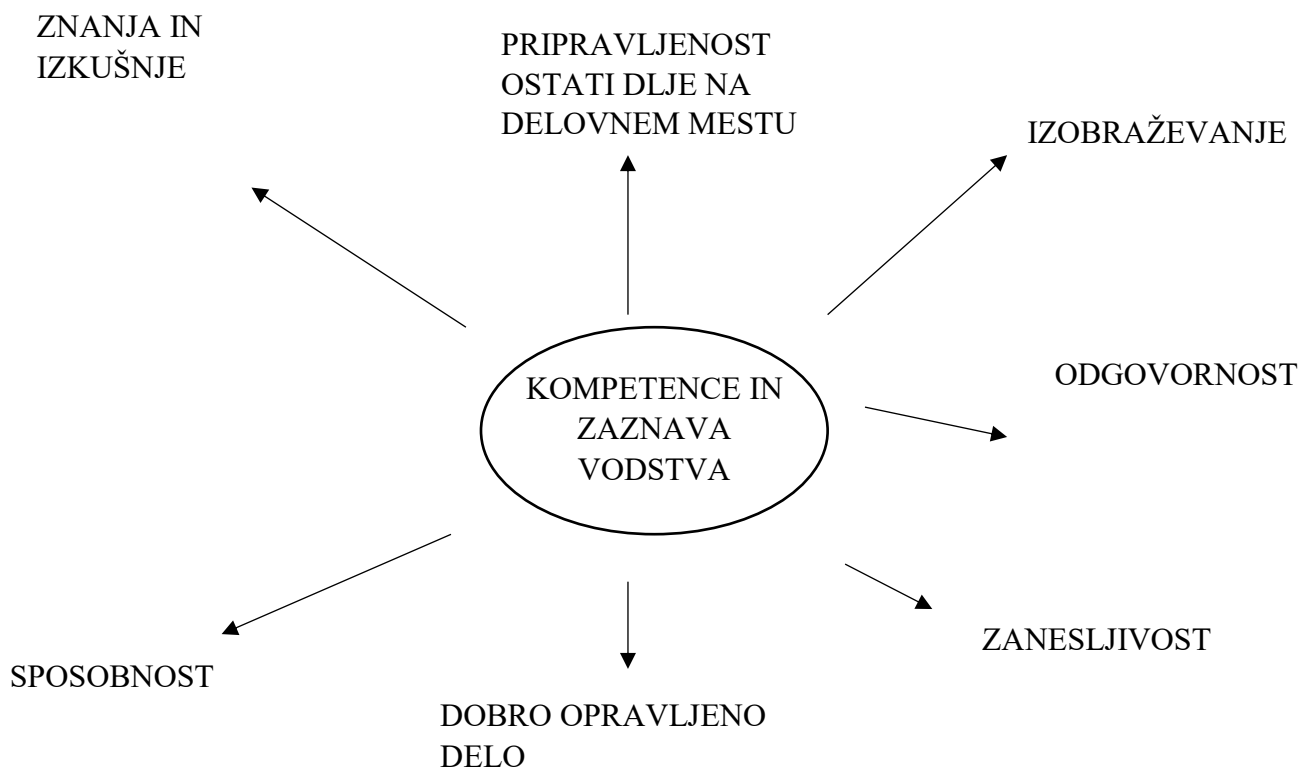 ZNANJA IN
IZKUŠNJE
PRIPRAVLJENOST
OSTATI DLJE NA
DELOVNEM MESTU
IZOBRAŽEVANJE
KOMPETENCE IN
ZAZNAVA
VODSTVA
ODGOVORNOST
ZANESLJIVOST
SPOSOBNOST
DOBRO OPRAVLJENO
DELO